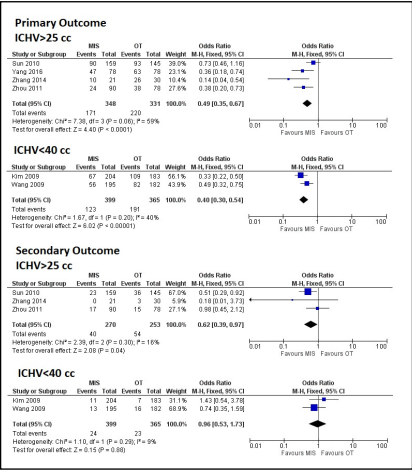 Primary Outcome
ICHV>25 cc
MIS OT Odds Ratio Odds Ratio
Study or Subgroup Events Total Events Total Weight M-H, Fixed, 95% CI M-H, Fixed, 95% CI
Sun 2010 90 159 93 145 39.0% 0.73 [0.46, 1.16]
Yang 2016 47 78 63 78 23.3% 0.36 [0.18, 0.74]
Zhang 2014 10 21 26 30 10.3% 0.14 [0.04, 0.54]
Zhou 2011 24 90 38 78 27.5% 0.38 [0.20, 0.73]
Total (95% CI) 348 331 100.0% 0.49 [0.35, 0.67]
Total events 171 220
Heterogeneity: Chi² = 7.38, df = 3 (P = 0.06); I² = 59%
Test for overall effect: Z = 4.40 (P < 0.0001)
0.01 0.1 1 10 100
Favours MIS Favours OT
ICHV<40 cc
MIS OT Odds Ratio Odds Ratio
Study or Subgroup Events Total Events Total Weight M-H, Fixed, 95% CI M-H, Fixed, 95% CI
Kim 2009 67 204 109 183 56.1% 0.33 [0.22, 0.50]
Wang 2009 56 195 82 182 43.9% 0.49 [0.32, 0.75]
Total (95% CI) 399 365 100.0% 0.40 [0.30, 0.54]
Total events 123 191
Heterogeneity: Chi² = 1.67, df = 1 (P = 0.20); I² = 40%
Test for overall effect: Z = 6.02 (P < 0.00001)
0.01 0.1 1 10 100
Favours MIS Favours OT
Secondary Outcome
ICHV>25 cc
MIS OT Odds Ratio Odds Ratio
Study or Subgroup Events Total Events Total Weight M-H, Fixed, 95% CI M-H, Fixed, 95% CI
Sun 2010 23 159 36 145 67.0% 0.51 [0.29, 0.92]
Zhang 2014 0 21 3 30 5.9% 0.18 [0.01, 3.73]
Zhou 2011 17 90 15 78 27.1% 0.98 [0.45, 2.12]
Total (95% CI) 270 253 100.0% 0.62 [0.39, 0.97]
Total events 40 54
Heterogeneity: Chi² = 2.39, df = 2 (P = 0.30); I² = 16%
Test for overall effect: Z = 2.08 (P = 0.04)
0.01 0.1 1 10 100
Favours MIS Favours OT
ICHV<40 cc
MIS OT Odds Ratio Odds Ratio
Study or Subgroup Events Total Events Total Weight M-H, Fixed, 95% CI M-H, Fixed, 95% CI
Kim 2009 11 204 7 183 31.1% 1.43 [0.54, 3.78]
Wang 2009 13 195 16 182 68.9% 0.74 [0.35, 1.59]
Total (95% CI) 399 365 100.0% 0.96 [0.53, 1.73]
Total events 24 23
Heterogeneity: Chi² = 1.10, df = 1 (P = 0.29); I² = 9%
Test for overall effect: Z = 0.15 (P = 0.88)
0.01 0.1 1 10 100
Favours MIS Favours OT